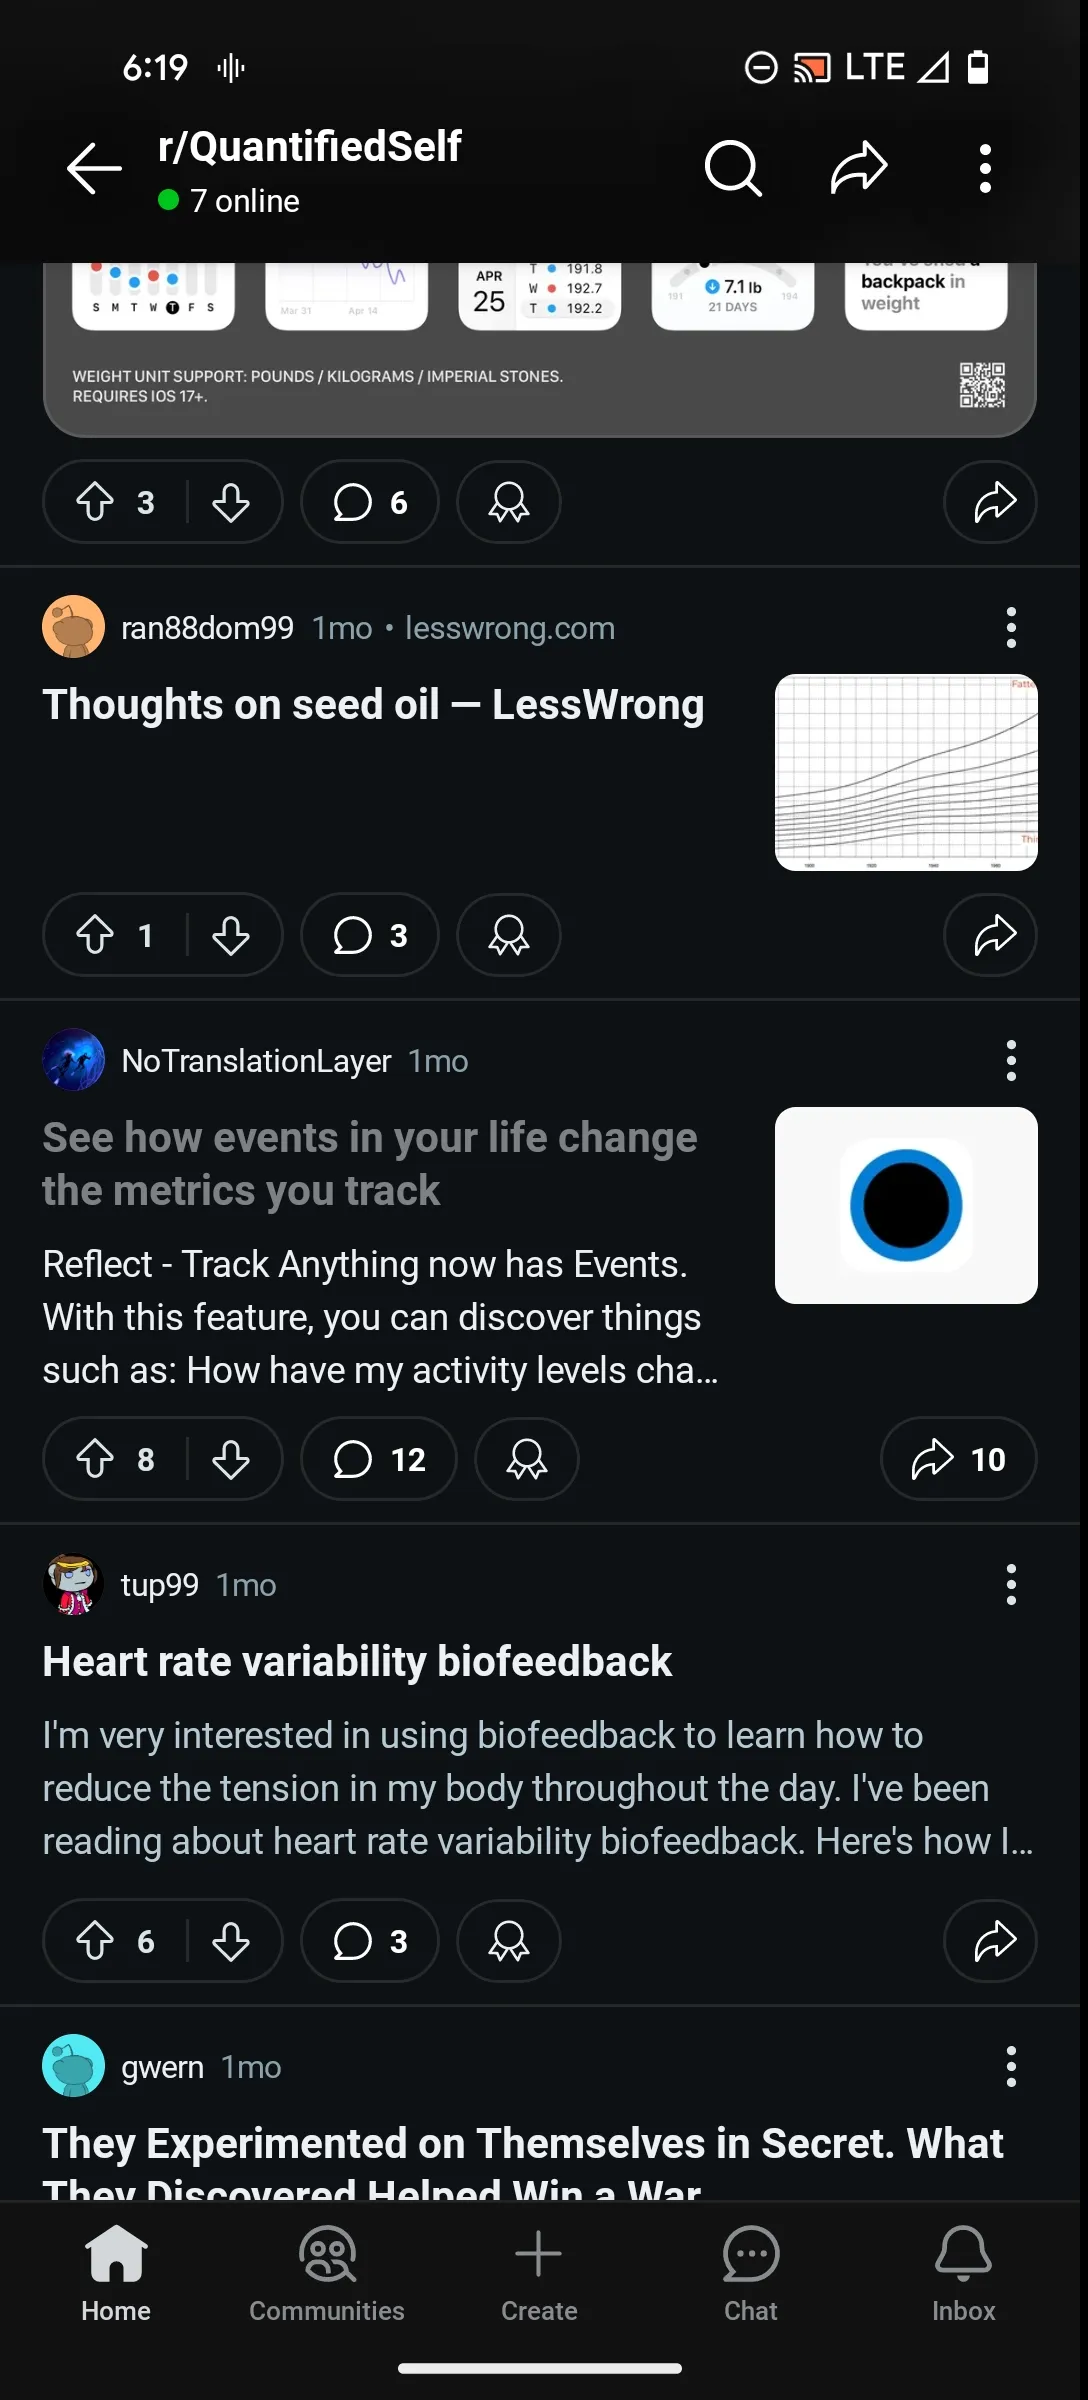 6:19
LTE
r/QuantifiedSelf
7 online
S M T W T F S
Mar 31 Apr 14
APR
25
T 191.8
W 192.7
T 192.2
191
7.1 lb
194
21 DAYS
backpack in
weight
WEIGHT UNIT SUPPORT: POUNDS / KILOGRAMS / IMPERIAL STONES.
REQUIRES IOS 17+.
3
6
ran88dom99 1mo • lesswrong.com
Thoughts on seed oil — LessWrong
1900 1920 1940 1960
1
3
NoTranslationLayer 1mo
See how events in your life change
the metrics you track
Reflect - Track Anything now has Events.
With this feature, you can discover things
such as: How have my activity levels cha...
8
12
10
tup99 1mo
Heart rate variability biofeedback
I'm very interested in using biofeedback to learn how to
reduce the tension in my body throughout the day. I've been
reading about heart rate variability biofeedback. Here's how I...
6
3
gwern 1mo
They Experimented on Themselves in Secret. What
They Discovered Helped Win a War
Home
Communities
Create
Chat
Inbox